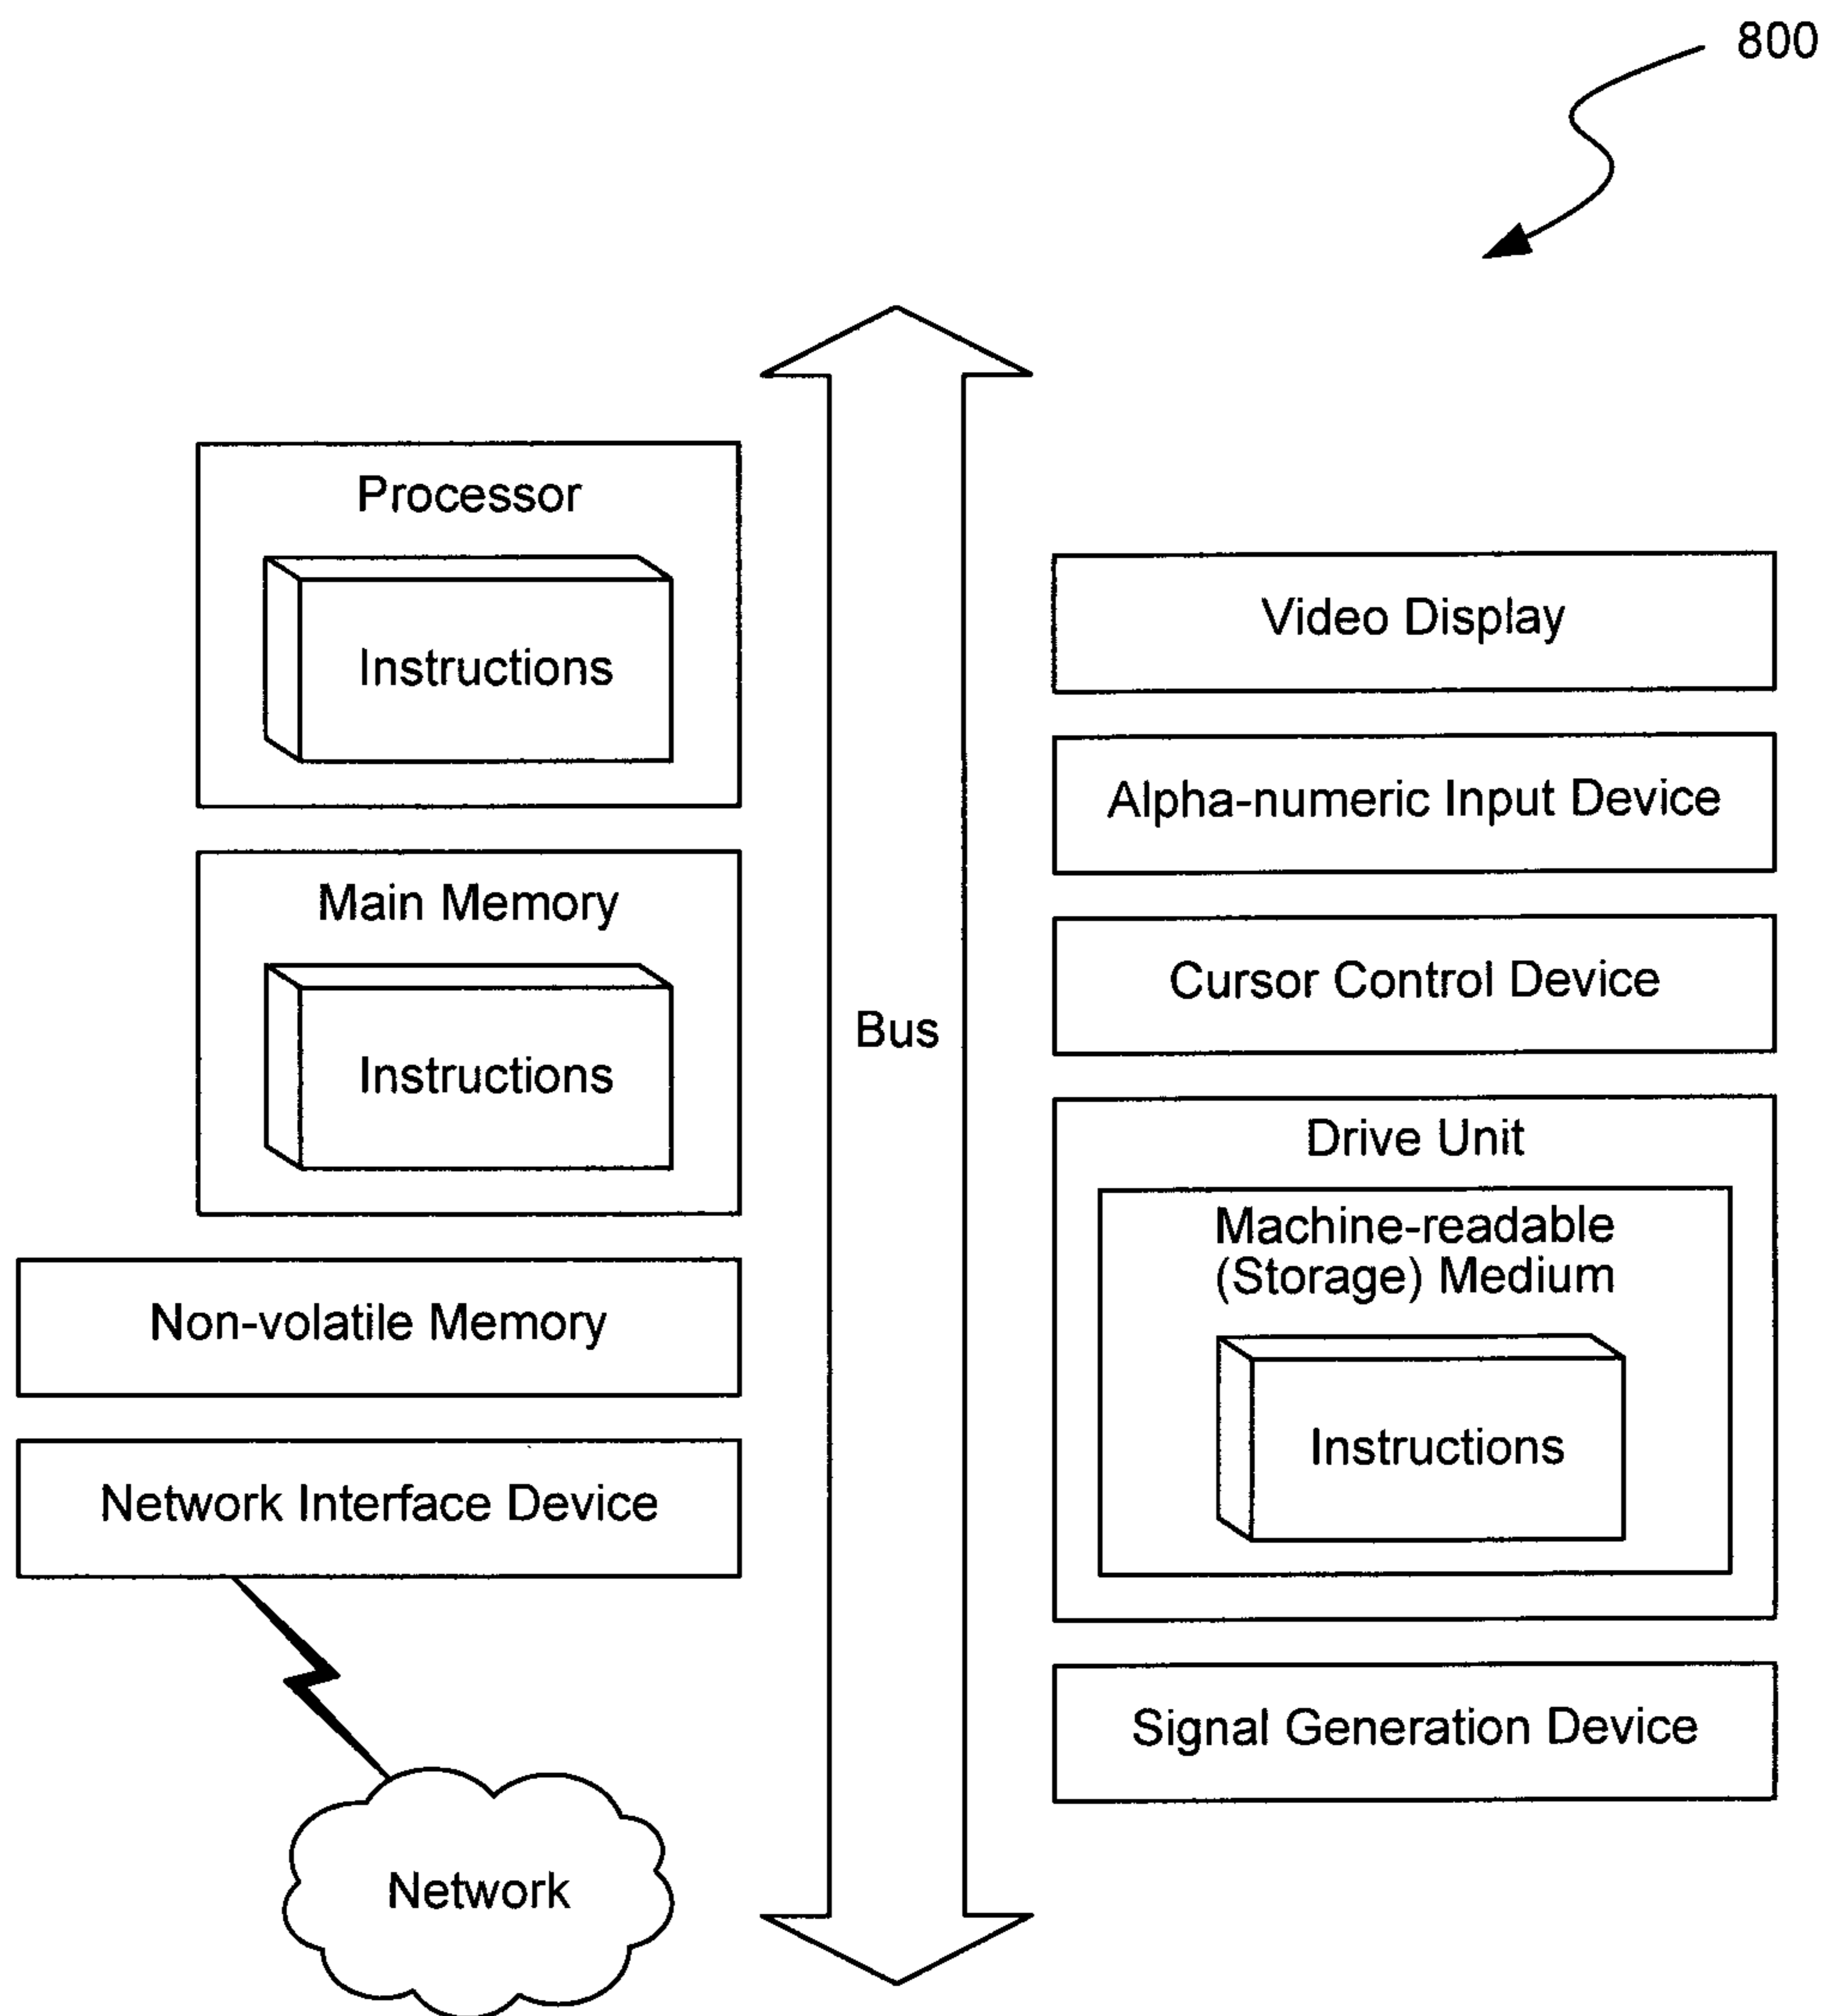 800
Processor
Instructions
Main Memory
Instructions
Non-volatile Memory
Network Interface Device
Network
Bus
Video Display
Alpha-numeric Input Device
Cursor Control Device
Drive Unit
Machine-readable
(Storage) Medium
Instructions
Signal Generation Device